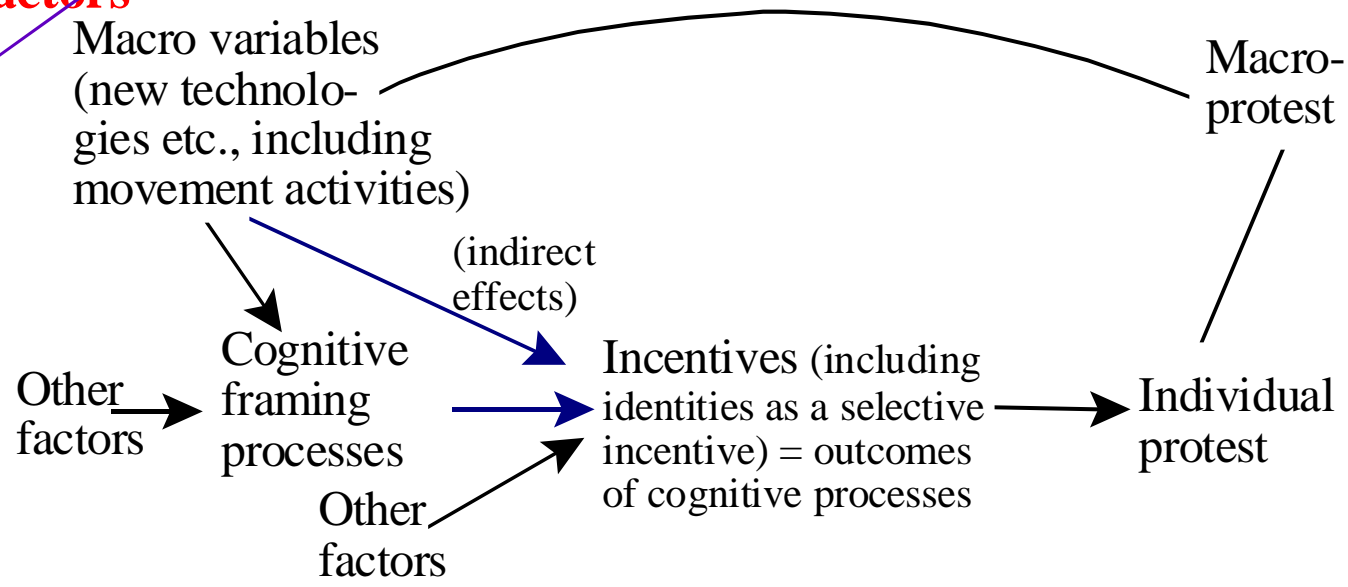 Macro variables
(new technolo-
gies etc., including
movement activities)
Macro-
protest
(indirect
effects)
Cognitive
framing
processes
Other
factors
Incentives (including
identities as a selective
incentive) = outcomes
of cognitive processes
Individual
protest
Other
factors